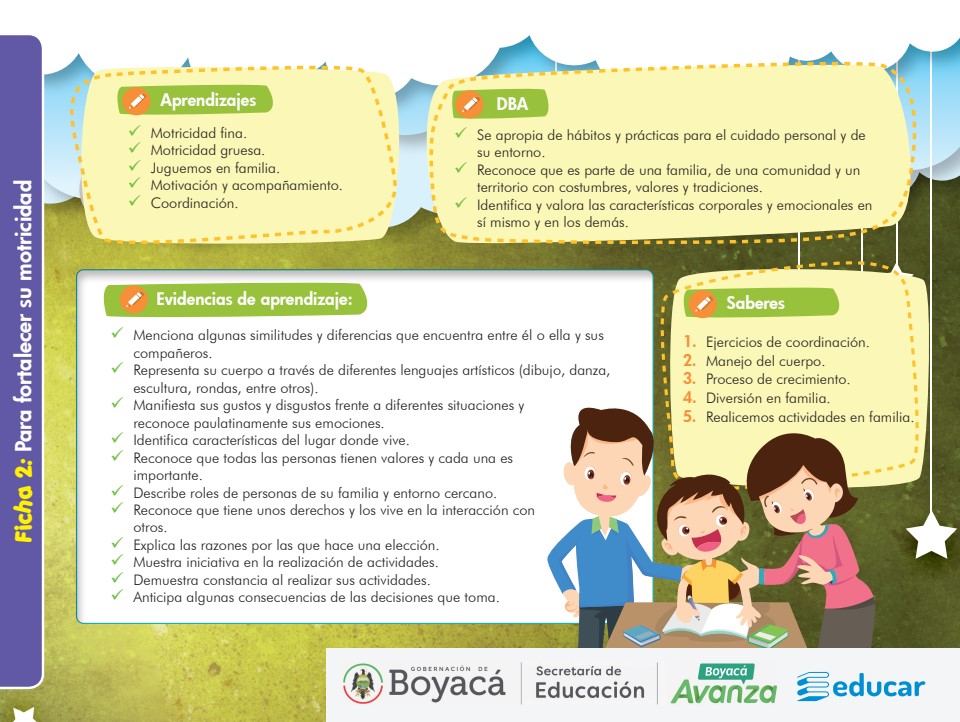 Ficha 2: Para fortalecer su motricidad
Aprendizajes
Motricidad fina.
Motricidad gruesa.
Juguemos en familia.
Motivación y acompañamiento.
Coordinación.
DBA
Se apropia de hábitos y prácticas para el cuidado personal y de
su entorno.
Reconoce que es parte de una familia, de una comunidad y un
territorio con costumbres, valores y tradiciones.
Identifica y valora las características corporales y emocionales en
sí mismo y en los demás.
Evidencias de aprendizaje:
Menciona algunas similitudes y diferencias que encuentra entre él o ella y sus
compañeros.
Representa su cuerpo a través de diferentes lenguajes artísticos (dibujo, danza,
escultura, rondas, entre otros).
Manifiesta sus gustos y disgustos frente a diferentes situaciones y
reconoce paulatinamente sus emociones.
Identifica características del lugar donde vive.
Reconoce que todas las personas tienen valores y cada una es
importante.
Describe roles de personas de su familia y entorno cercano.
Reconoce que tiene unos derechos y los vive en la interacción con
otros.
Explica las razones por las que hace una elección.
Muestra iniciativa en la realización de actividades.
Demuestra constancia al realizar sus actividades.
Anticipa algunas consecuencias de las decisiones que toma.
Saberes
1. Ejercicios de coordinación.
2. Manejo del cuerpo.
3. Proceso de crecimiento.
4. Diversión en familia.
5. Realicemos actividades en familia.
GOBERNACIÓN DE
Boyacá
Secretaría de
Educación
Boyacá
Avanza
educar